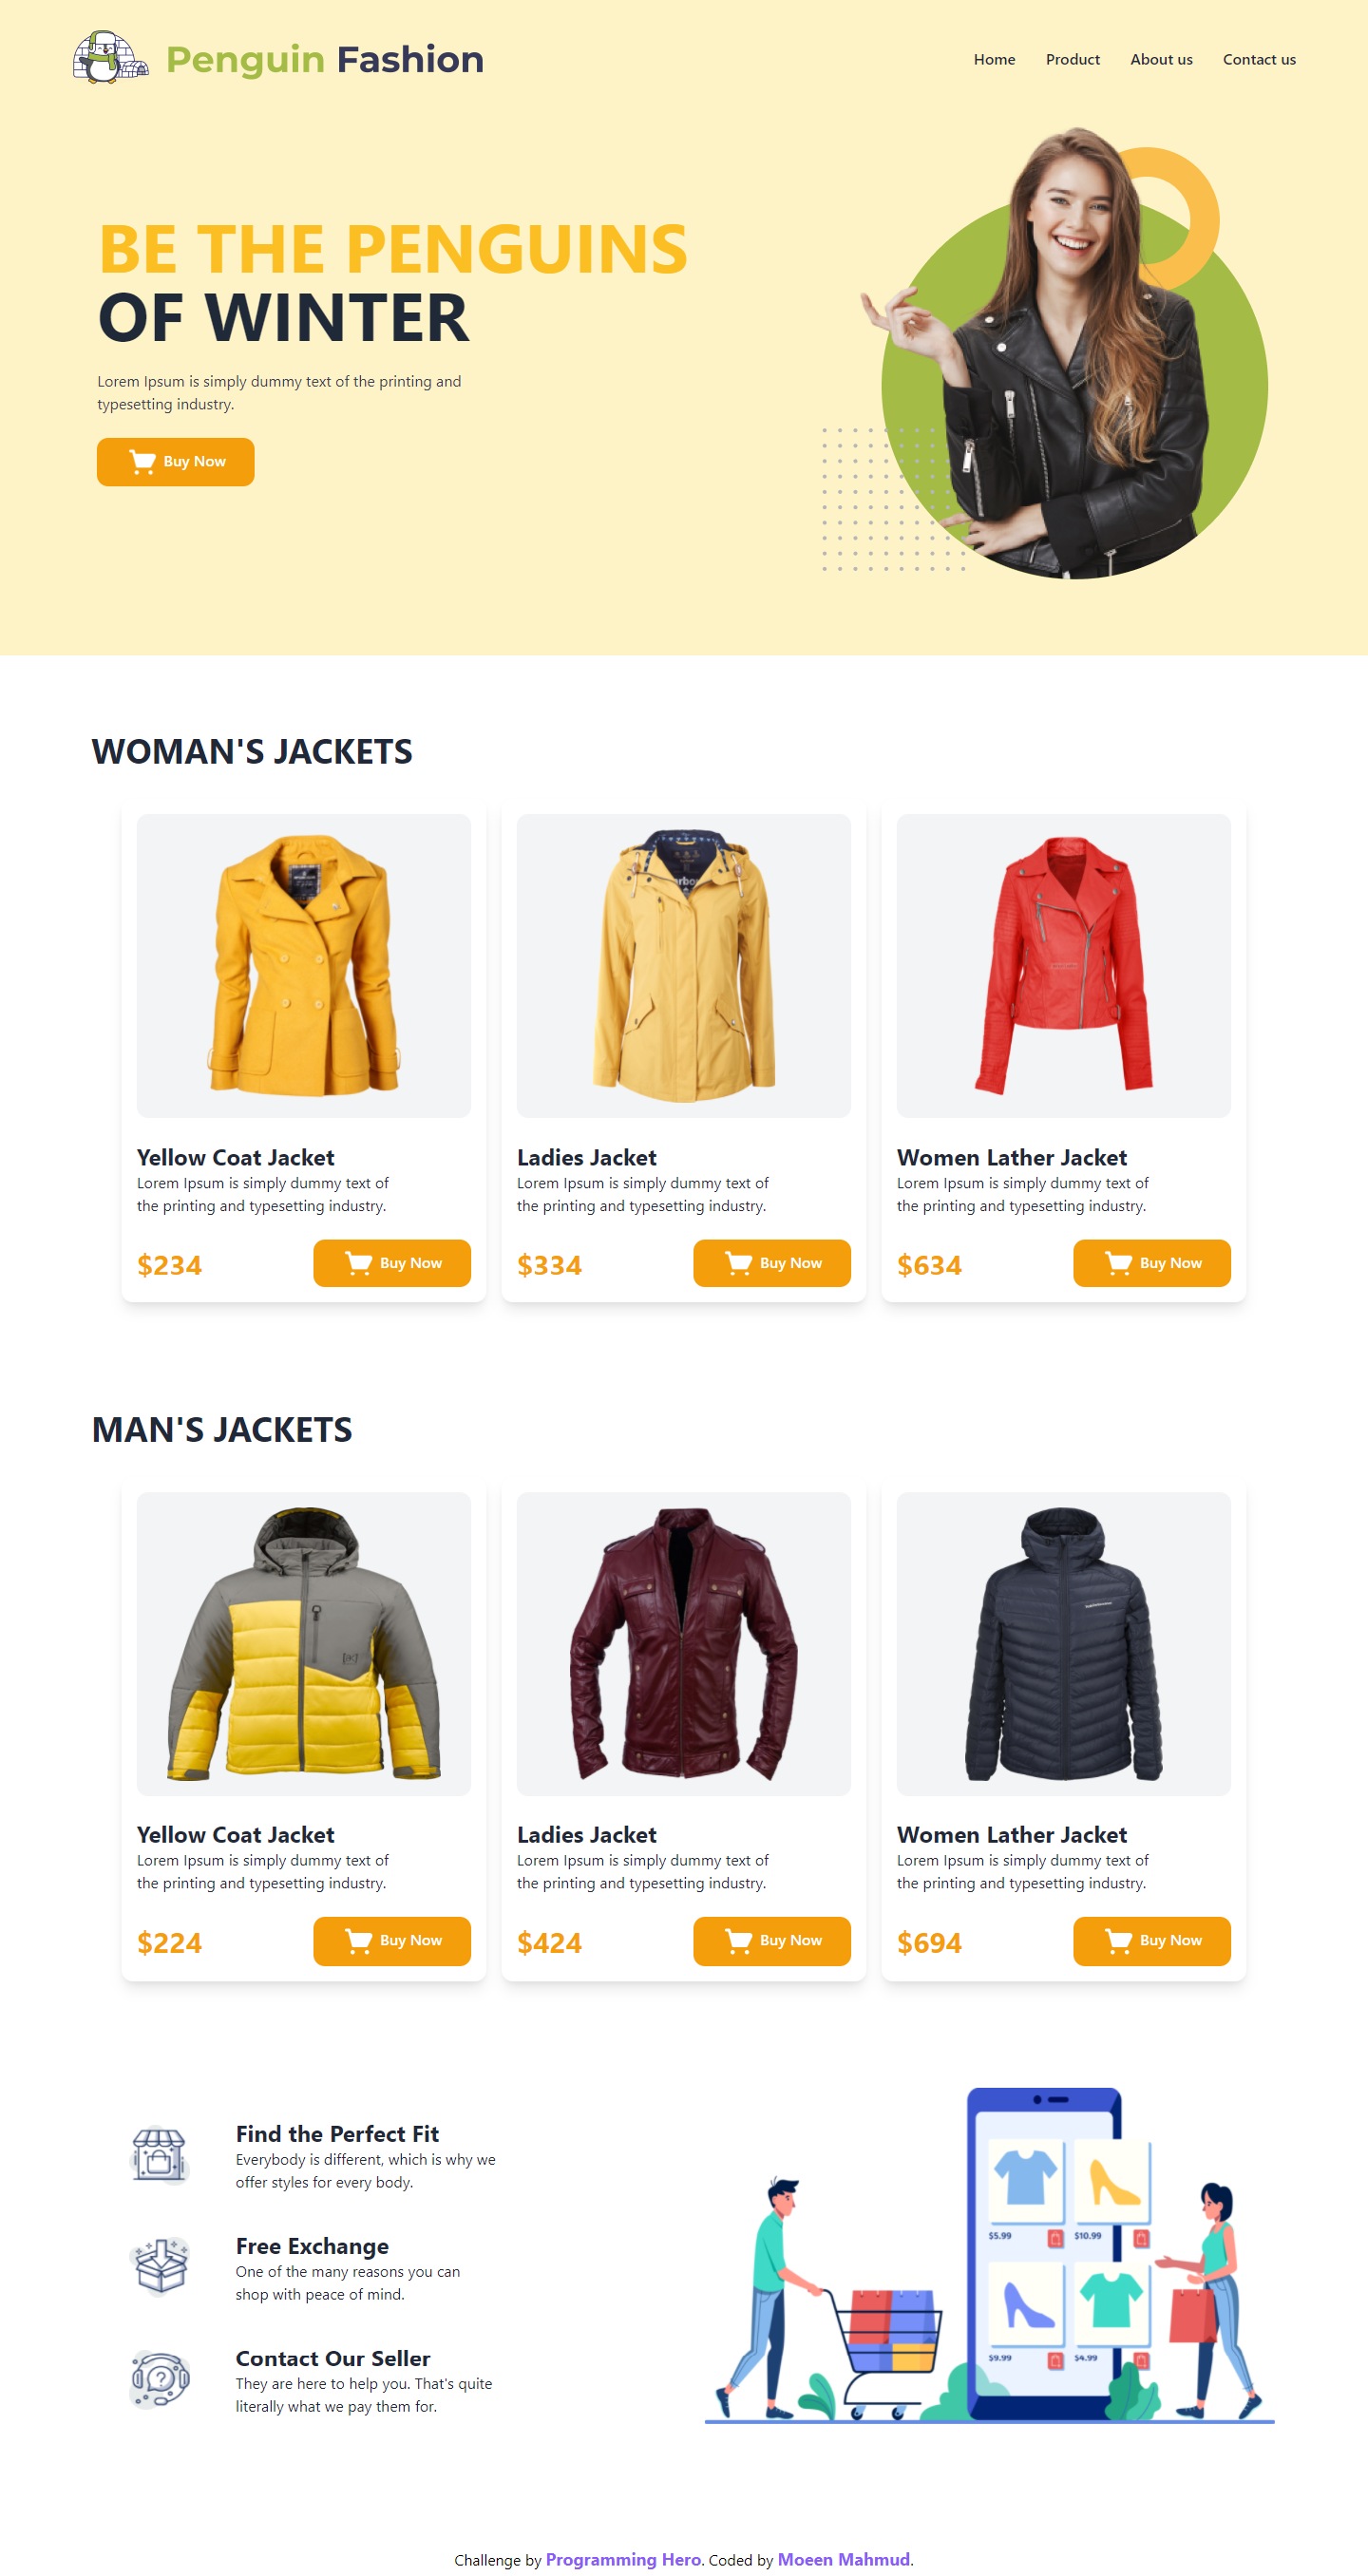 Penguin Fashion
Home
Product
About us
Contact us
BE THE PENGUINS
OF WINTER
Lorem Ipsum is simply dummy text of the printing and
typesetting industry.
Buy Now
WOMAN'S JACKETS
Yellow Coat Jacket
Lorem Ipsum is simply dummy text of
the printing and typesetting industry.
$234
Buy Now
Ladies Jacket
Lorem Ipsum is simply dummy text of
the printing and typesetting industry.
$334
Buy Now
Women Lather Jacket
Lorem Ipsum is simply dummy text of
the printing and typesetting industry.
$634
Buy Now
MAN'S JACKETS
Yellow Coat Jacket
Lorem Ipsum is simply dummy text of
the printing and typesetting industry.
$224
Buy Now
Ladies Jacket
Lorem Ipsum is simply dummy text of
the printing and typesetting industry.
$424
Buy Now
Women Lather Jacket
Lorem Ipsum is simply dummy text of
the printing and typesetting industry.
$694
Buy Now
Find the Perfect Fit
Everybody is different, which is why we
offer styles for every body.
Free Exchange
One of the many reasons you can
shop with peace of mind.
Contact Our Seller
They are here to help you. That's quite
literally what we pay them for.
$5.99
$10.99
$9.99
$4.99
Challenge by Programming Hero. Coded by Moeen Mahmud.